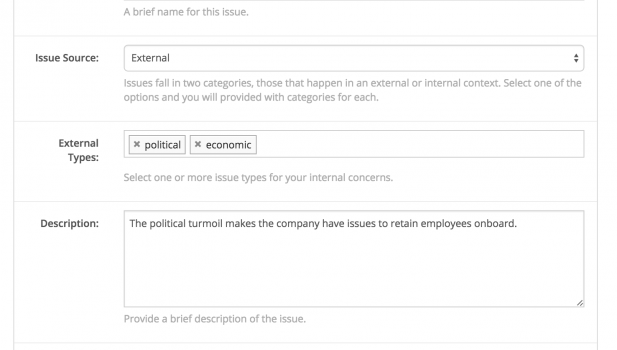 A brief name for this issue.
Issue Source:
External
Issues fall in two categories, those that happen in an external or internal context. Select one of the
options and you will provided with categories for each.
External
Types:
✖ political ✖ economic
Select one or more issue types for your internal concerns.
Description:
The political turmoil makes the company have issues to retain employees onboard.
Provide a brief description of the issue.